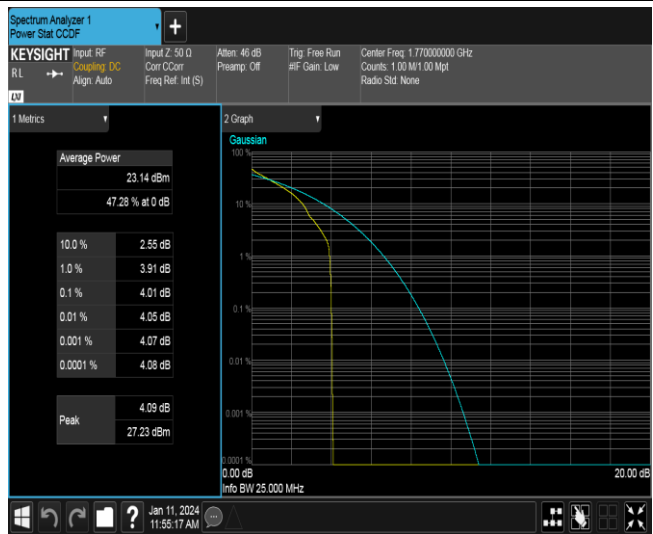 Spectrum Analyzer 1
Power Stat CCDF
+
KEYSIGHT
RL
Input: RF
Coupling: DC
Align: Auto
Input Z: 50 Ω
Corr CCorr
Freq Ref: Int (S)
Atten: 46 dB
Preamp: Off
Trig: Free Run
#IF Gain: Low
Center Freq: 1.770000000 GHz
Counts: 1.00 M/1.00 Mpt
Radio Std: None
1 Metrics
Average Power
23.14 dBm
47.28 % at 0 dB
10.0 % 2.55 dB
1.0 % 3.91 dB
0.1 % 4.01 dB
0.01 % 4.05 dB
0.001 % 4.07 dB
0.0001 % 4.08 dB
Peak
4.09 dB
27.23 dBm
2 Graph
Gaussian
100 %
10 %
1 %
0.1 %
0.01 %
0.001 %
0.0001 %
0.00 dB 20.00 dB
Info BW 25.000 MHz
?
Jan 11, 2024
11:55:17 AM